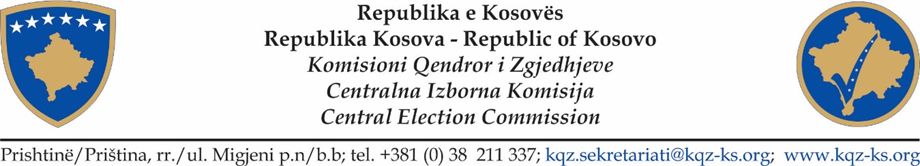 Republika e Kosovës
Republika Kosova - Republic of Kosovo
Komisioni Qendror i Zgjedhjeve
Centralna Izborna Komisija
Central Election Commission
Prishtinë/Priština, rr./ul. Migjeni p.n/b.b; tel. +381 (0) 38 211 337; kqz.sekretariati@kqz-ks.org; www.kqz-ks.org